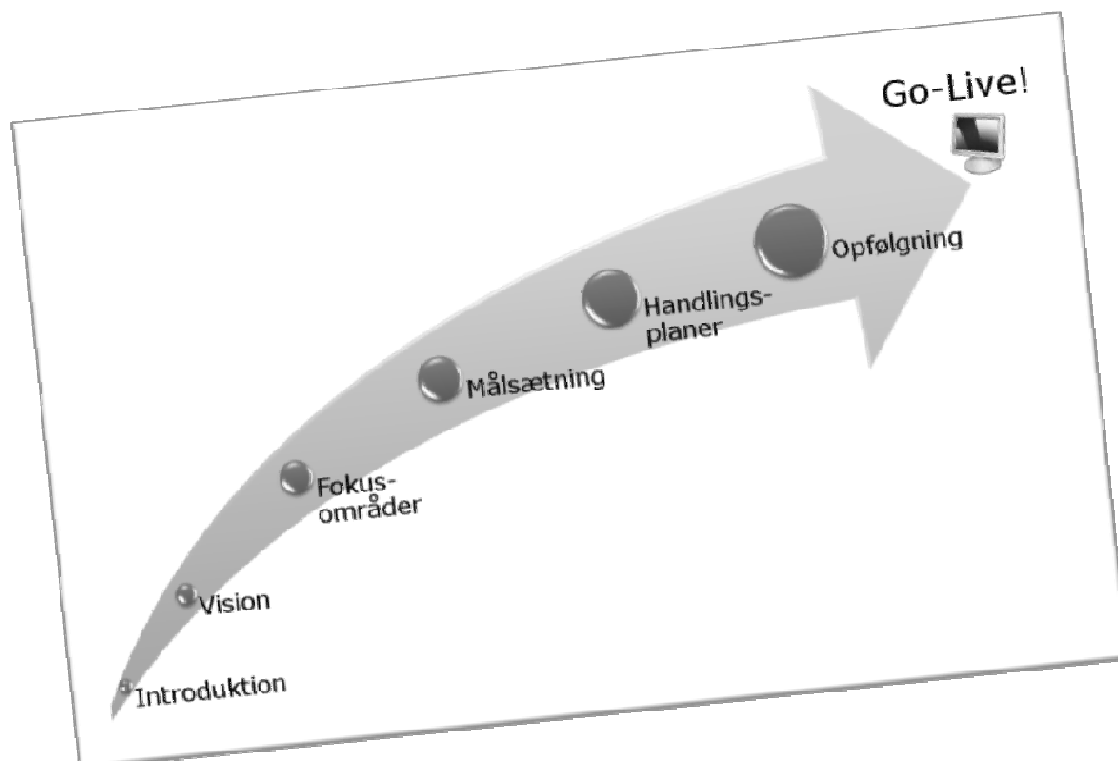 Go-Live!
Opfølgning
Handlings-
planer
Målsætning
Fokus-
områder
Vision
Introduktion